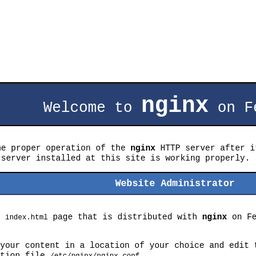 Welcome to nginx on Fe
he proper operation of the nginx HTTP server after i
server installed at this site is working properly.
Website Administrator
index.html page that is distributed with nginx on Fe
your content in a location of your choice and edit
tion file /etc/nginx/nginx.conf